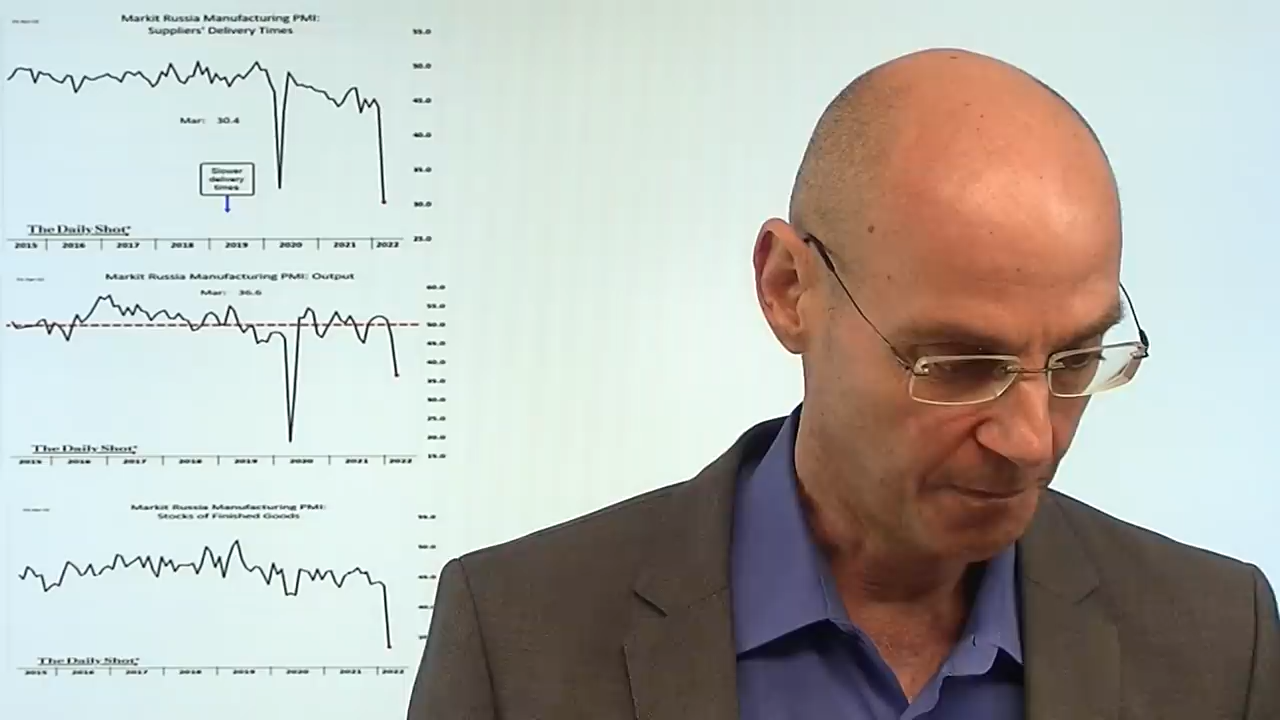 Markit Russia Manufacturing PMI:
Suppliers' Delivery Times
55.0
50.0
45.0
Mar: 30.4
40.0
35.0
Slower
delivery
times
30.0
The Daily Shot
25.0
2015 2016 2017 2018 2019 2020 2021 2022
Markit Russia Manufacturing PMI: Output
Mar: 36.6
60.0
55.0
50.0
45.0
40.0
35.0
30.0
25.0
20.0
The Daily Shot
15.0
2015 2016 2017 2018 2019 2020 2021 2022
Markit Russia Manufacturing PMI:
Stocks of Finished Goods
55.0
50.0
45.0
40.0
The Daily Shot
2015 2016 2017 2018 2019 2020 2021 2022